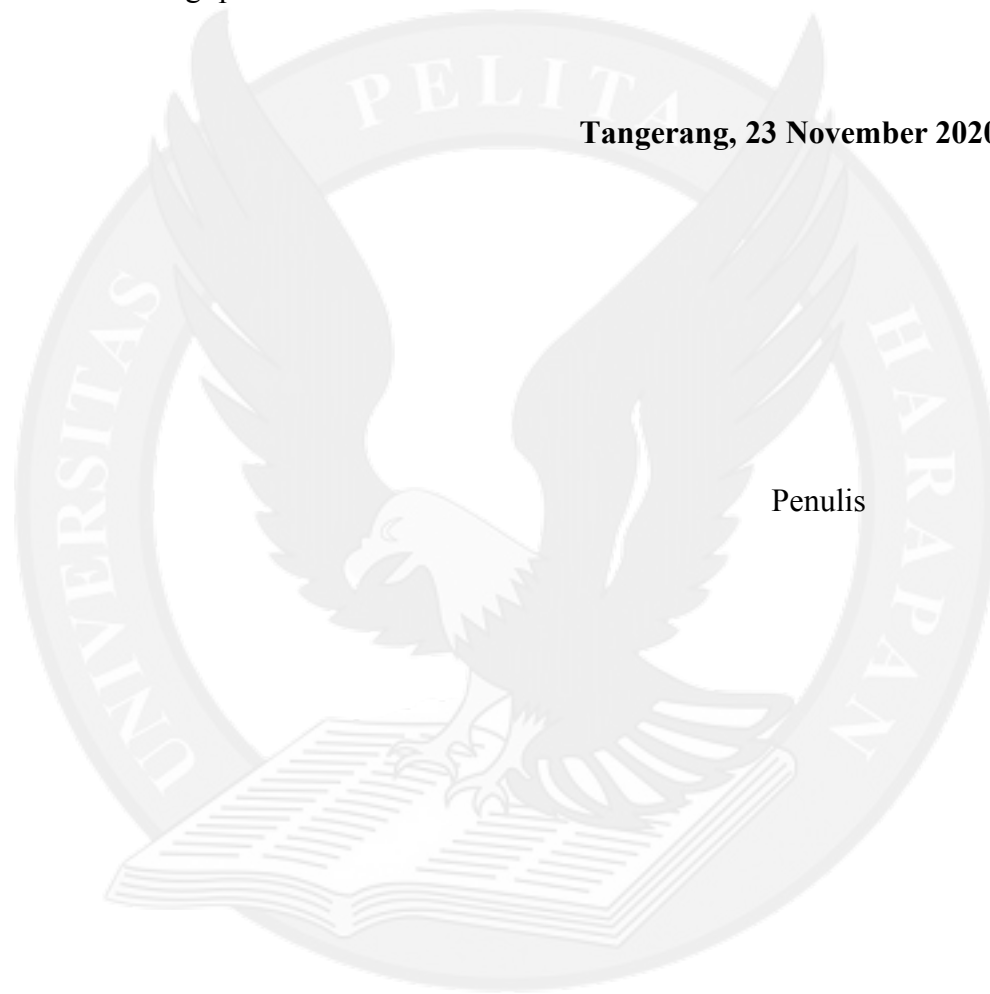 PELITA
Tangerang, 23 November 2020
UNIVERSITAS
HARAPAN
Penulis